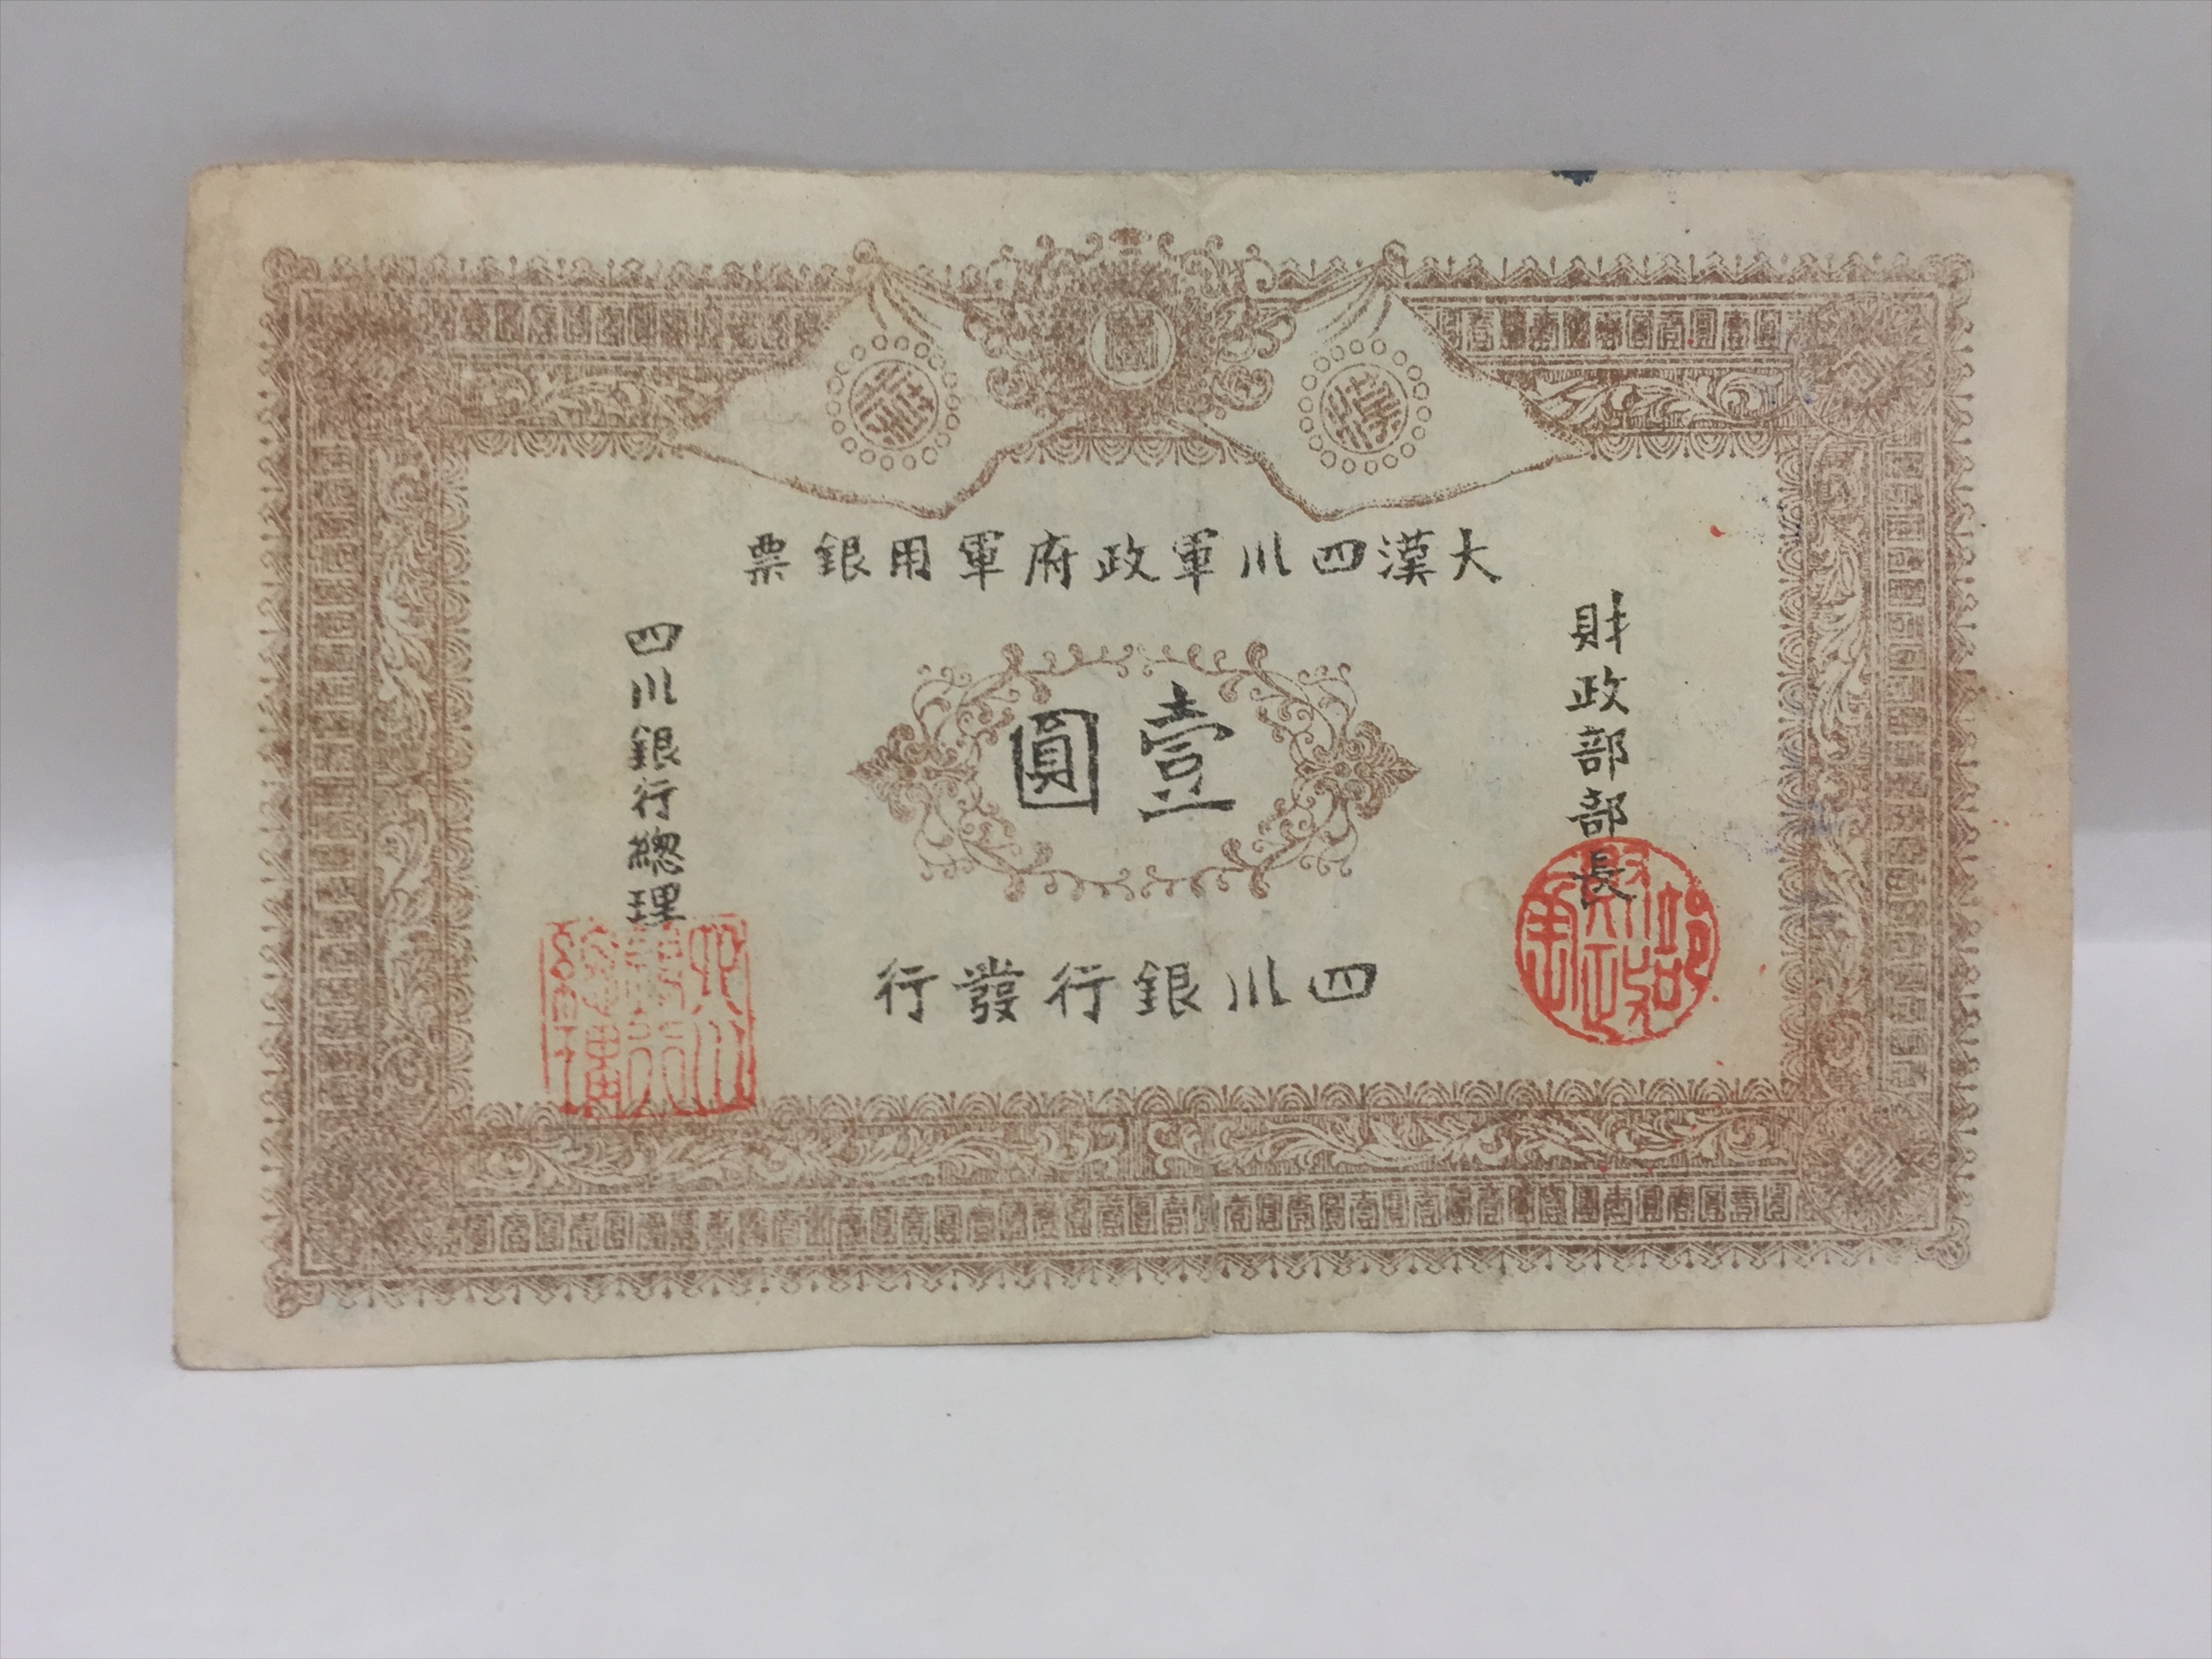 大漢四川軍政府軍用銀票
財政部部長
壹圓
四川銀行總理
四川銀行發行